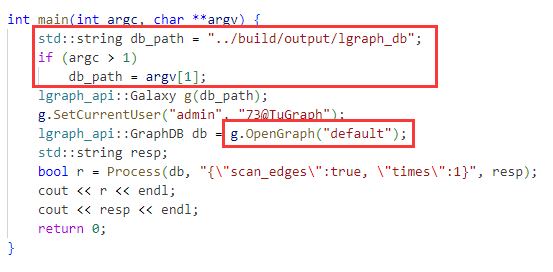 int main(int argc, char **argv) {
    std::string db_path = "../build/output/lgraph_db";
    if (argc > 1)
        db_path = argv[1];
    lgraph_api::Galaxy g(db_path);
    g.SetCurrentUser("admin", "73@TuGraph");
    lgraph_api::GraphDB db = g.OpenGraph("default");
    std::string resp;
    bool r = Process(db, "{\"scan_edges\":true, \"times\":1}", resp);
    cout << r << endl;
    cout << resp << endl;
    return 0;
}